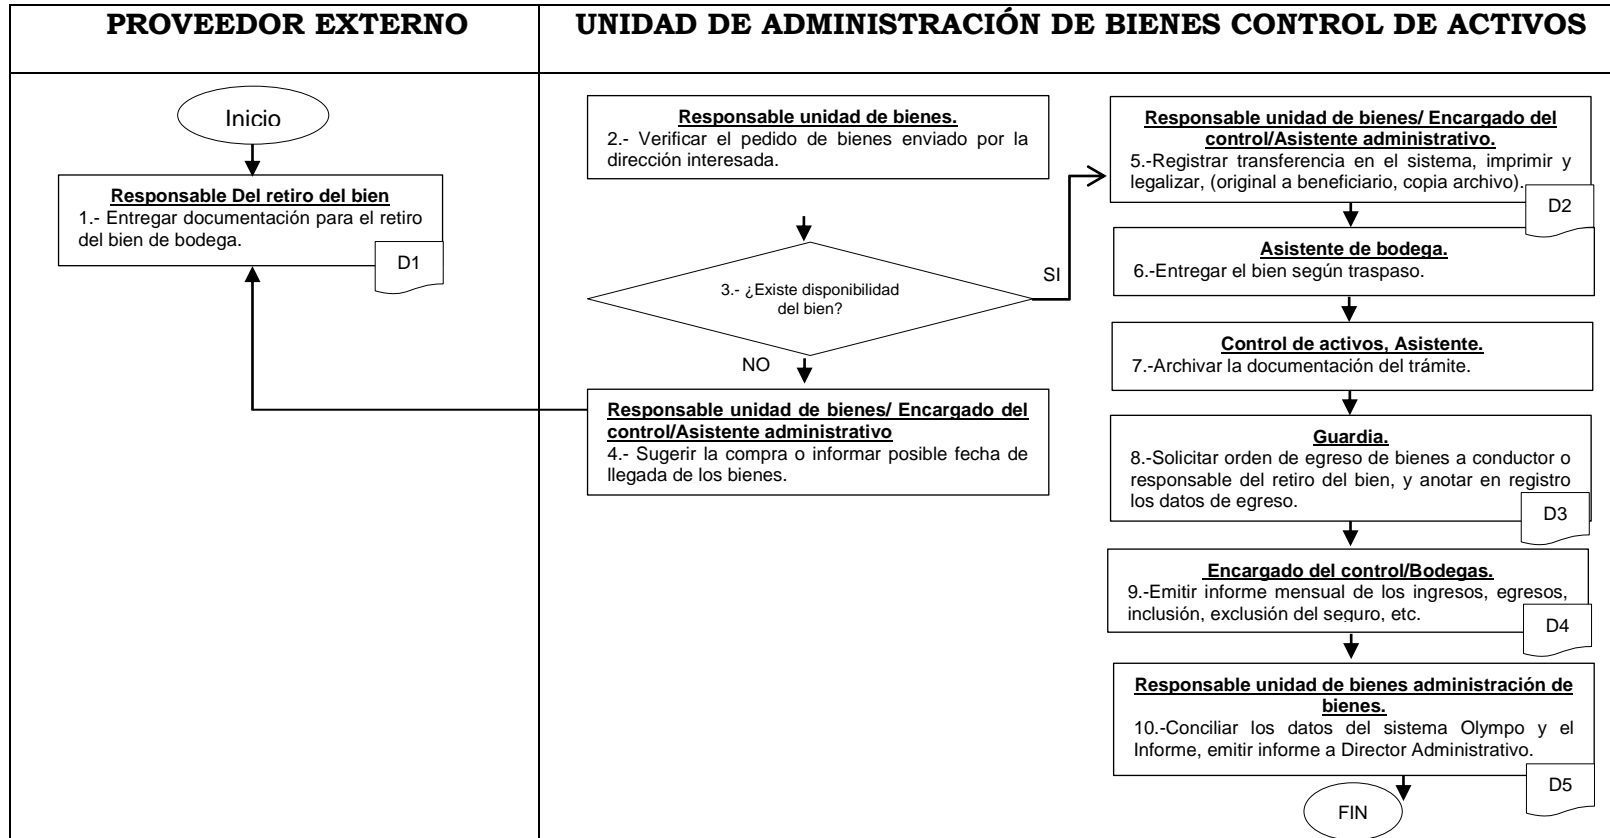 PROVEEDOR EXTERNO
UNIDAD DE ADMINISTRACIÓN DE BIENES CONTROL DE ACTIVOS
Inicio
Responsable Del retiro del bien
1.- Entregar documentación para el retiro
del bien de bodega.
D1
Responsable unidad de bienes.
2.- Verificar el pedido de bienes enviado por la
dirección interesada.
3.- ¿Existe disponibilidad
del bien?
SI
NO
Responsable unidad de bienes/ Encargado del
control/Asistente administrativo
4.- Sugerir la compra o informar posible fecha de
llegada de los bienes.
Responsable unidad de bienes/ Encargado del
control/Asistente administrativo.
5.-Registrar transferencia en el sistema, imprimir y
legalizar, (original a beneficiario, copia archivo).
D2
Asistente de bodega.
6.-Entregar el bien según traspaso.
Control de activos, Asistente.
7.-Archivar la documentación del trámite.
Guardia.
8.-Solicitar orden de egreso de bienes a conductor o
responsable del retiro del bien, y anotar en registro
los datos de egreso.
D3
Encargado del control/Bodegas.
9.-Emitir informe mensual de los ingresos, egresos,
inclusión, exclusión del seguro, etc.
D4
Responsable unidad de bienes administración de
bienes.
10.-Conciliar los datos del sistema Olympo y el
Informe, emitir informe a Director Administrativo.
D5
FIN